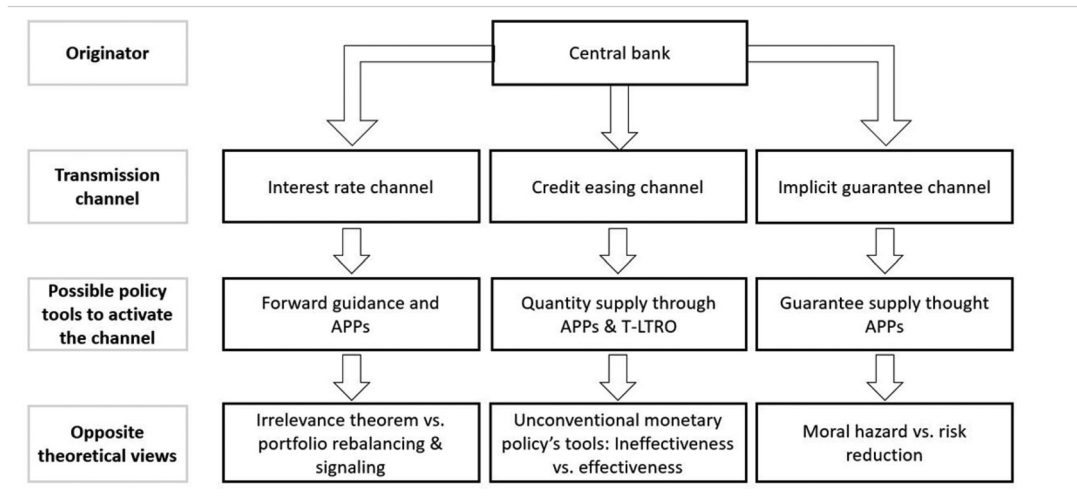 Originator
Central bank
Transmission
channel
Interest rate channel
Credit easing channel
Implicit guarantee channel
Possible policy
tools to activate
the channel
Forward guidance and
APPs
Quantity supply through
APPs & T-LTRO
Guarantee supply thought
APPs
Opposite
theoretical views
Irrelevance theorem vs.
portfolio rebalancing &
signaling
Unconventional monetary
policy's tools: Ineffectiveness
vs. effectiveness
Moral hazard vs. risk
reduction